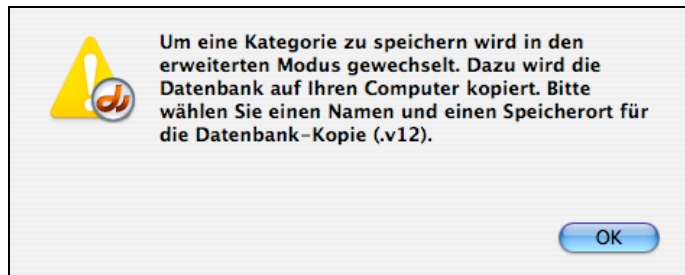 Um eine Kategorie zu speichern wird in den
erweiterten Modus gewechselt. Dazu wird die
Datenbank auf Ihren Computer kopiert. Bitte
wählen Sie einen Namen und einen Speicherort für
die Datenbank-Kopie (.v12).
OK